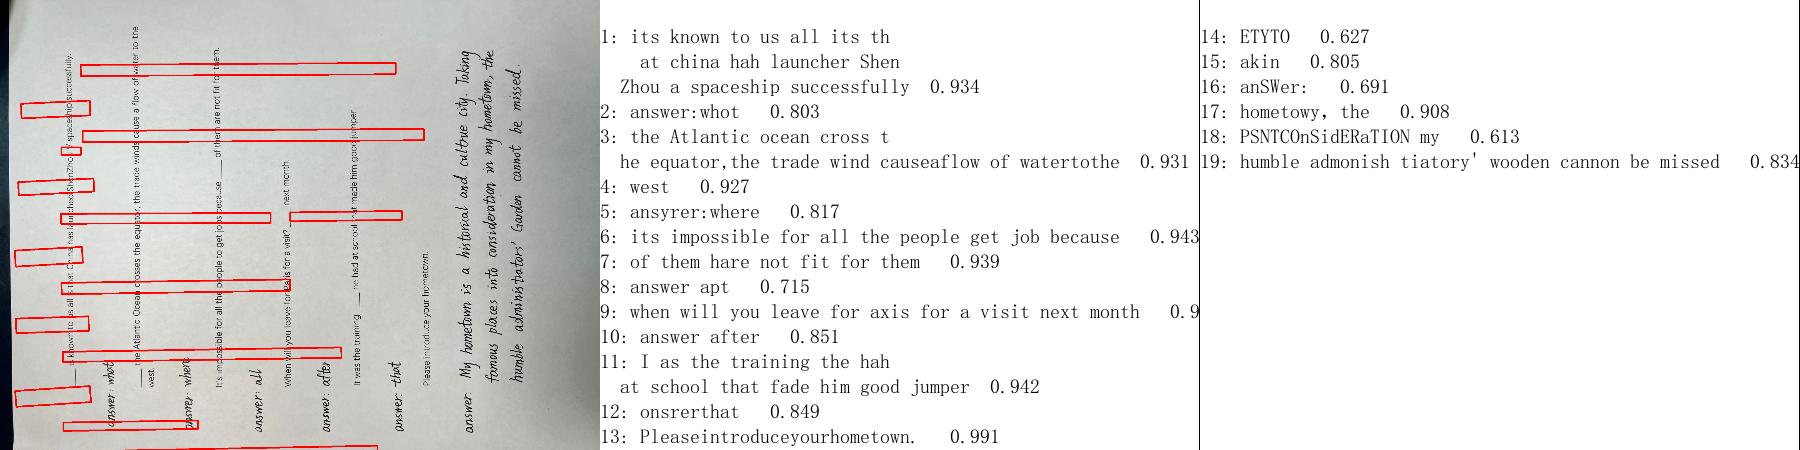 ____ is known to us all is that China has launched ShenZhou V spaceship successfully.
answer: what
____ the Atlantic Ocean crosses the equator, the trade winds cause a flow of water to the
west.
answer: where
It's impossible for all the people to get jobs because ____ of them are not fit for them.
answer: all
When will you leave for Paris for a visit? ____ next month.
answer: after
It was the training ____ he had at school that made him good jumper
answer: that
Please introduce your hometown.
answer: My hometown is a historical and cultrue city. Taking
famous places into consideration in my hometown, the
humble administrators' Garden cannot be missed.
1: its known to us all its th
at china hah launcher Shen
Zhou a spaceship successfully 0.934
2: answer:whot 0.803
3: the Atlantic ocean cross t
he equator,the trade wind causeaflow of watertothe 0.931
4: west 0.927
5: ansyrer:where 0.817
6: its impossible for all the people get job because 0.943
7: of them hare not fit for them 0.939
8: answer apt 0.715
9: when will you leave for axis for a visit next month 0.9
10: answer after 0.851
11: I as the training the hah
at school that fade him good jumper 0.942
12: onsrerthat 0.849
13: Pleaseintroduceyourhometown. 0.991
14: ETYTO 0.627
15: akin 0.805
16: anSWer: 0.691
17: hometowy, the 0.908
18: PSNTCOnSidERaTION my 0.613
19: humble admonish tiatory' wooden cannon be missed 0.834